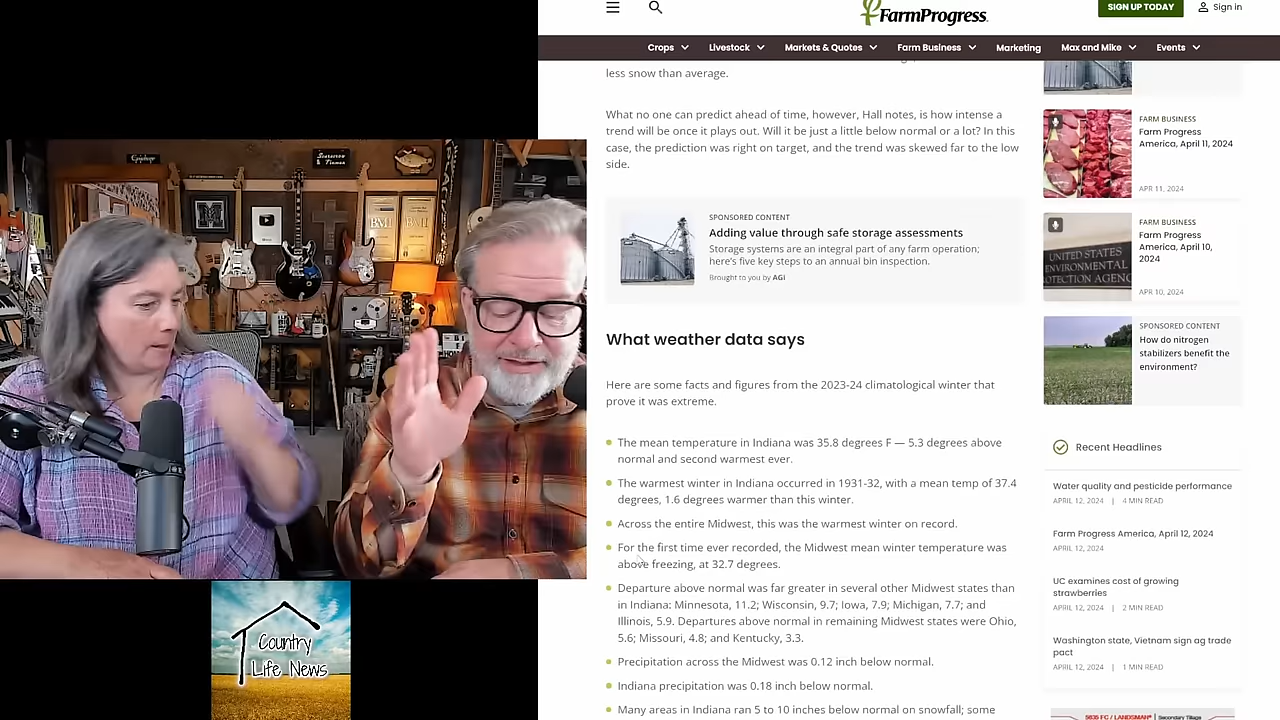 FarmProgress.
SIGN UP TODAY
Sign in
Crops
Livestock
Markets & Quotes
Farm Business
Marketing
Max and Mike
Events
less snow than average.
What no one can predict ahead of time, however, Hall notes, is how intense a
trend will be once it plays out. Will it be just a little below normal or a lot? In this
case, the prediction was right on target, and the trend was skewed far to the low
side.
SPONSORED CONTENT
Adding value through safe storage assessments
Storage systems are an integral part of any farm operation;
here's five key steps to an annual bin inspection.
Brought to you by AGI
What weather data says
Here are some facts and figures from the 2023-24 climatological winter that
prove it was extreme.
The mean temperature in Indiana was 35.8 degrees F — 5.3 degrees above
normal and second warmest ever.
The warmest winter in Indiana occurred in 1931-32, with a mean temp of 37.4
degrees, 1.6 degrees warmer than this winter.
Across the entire Midwest, this was the warmest winter on record.
For the first time ever recorded, the Midwest mean winter temperature was
above freezing, at 32.7 degrees.
Departure above normal was far greater in several other Midwest states than
in Indiana: Minnesota, 11.2; Wisconsin, 9.7; Iowa, 7.9; Michigan, 7.7; and
Illinois, 5.9. Departures above normal in remaining Midwest states were Ohio,
5.6; Missouri, 4.8; and Kentucky, 3.3.
Precipitation across the Midwest was 0.12 inch below normal.
Indiana precipitation was 0.18 inch below normal.
Many areas in Indiana ran 5 to 10 inches below normal on snowfall; some
FARM BUSINESS
Farm Progress
America, April 11, 2024
APR 11, 2024
FARM BUSINESS
Farm Progress
America, April 10,
2024
APR 10, 2024
UNITED STATES
ENVIRONMENTAL
PROTECTION AGENCY
SPONSORED CONTENT
How do nitrogen
stabilizers benefit the
environment?
Recent Headlines
Water quality and pesticide performance
APRIL 12, 2024 | 4 MIN READ
Farm Progress America, April 12, 2024
APRIL 12, 2024
UC examines cost of growing
strawberries
APRIL 12, 2024 | 2 MIN READ
Washington state, Vietnam sign ag trade
pact
APRIL 12, 2024 | 1 MIN READ
Epiphone
BMI
Country
Life News